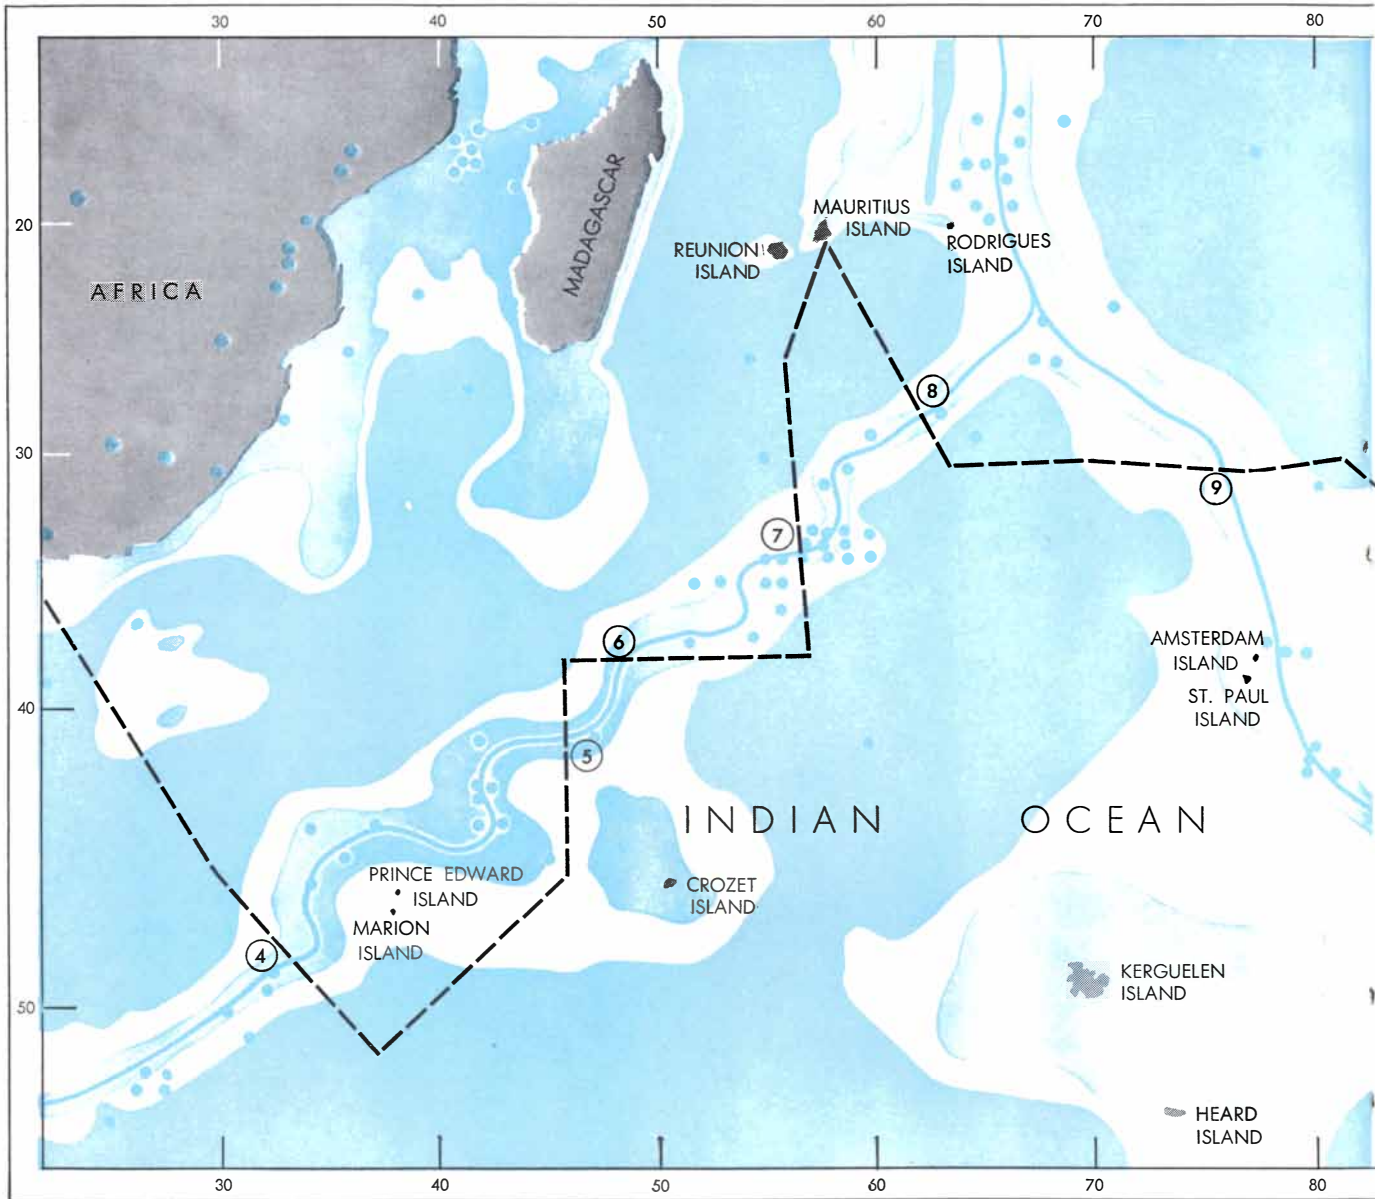 30 40 50 60 70 80
20
30
40
50
AFRICA
MADAGASCAR
MAURITIUS
ISLAND
REUNION
ISLAND
RODRIGUES
ISLAND
8
9
7
6
5
4
AMSTERDAM
ISLAND
ST. PAUL
ISLAND
INDIAN OCEAN
PRINCE EDWARD
ISLAND
MARION
ISLAND
CROZET
ISLAND
KERGUELEN
ISLAND
HEARD
ISLAND
30 40 50 60 70 80